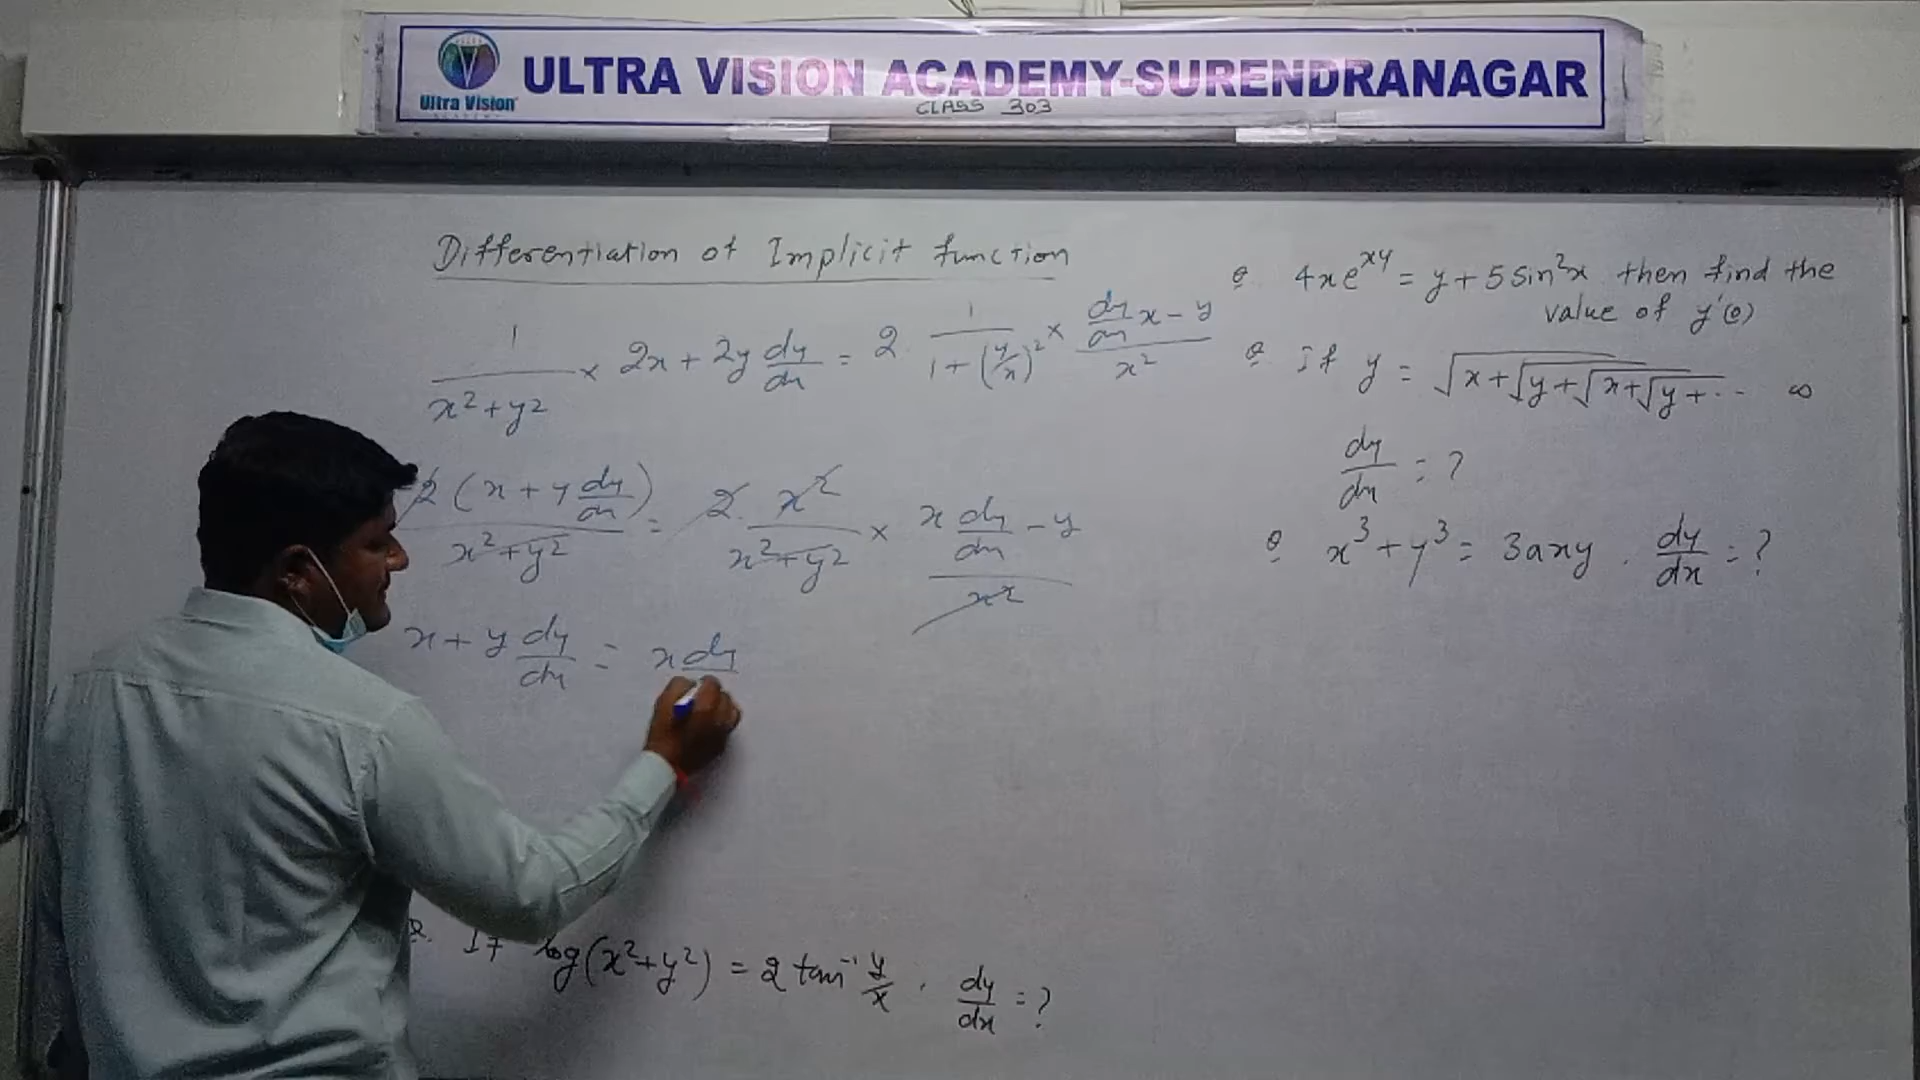 Ultra Vision
ACADEMY
ULTRA VISION ACADEMY-SURENDRANAGAR
CLASS 303
Differentiation of Implicit function
1/(x²+y²) × 2x + 2y dy/dx = 2 · 1/(1+(y/x)²) × (dy/dx x - y)/x²
2(x + y dy/dx)/(x²+y²) = 2 · x²/(x²+y²) × (x dy/dx - y)/x²
x + y dy/dx = x dy
Q. If log(x²+y²) = 2 tan⁻¹ y/x . dy/dx = ?
Q 4xe^xy = y + 5 sin²x then find the
value of y'(0)
Q If y = √x+√y+√x+√y+... ∞
dy/dx = ?
Q x³ + y³ = 3axy . dy/dx = ?